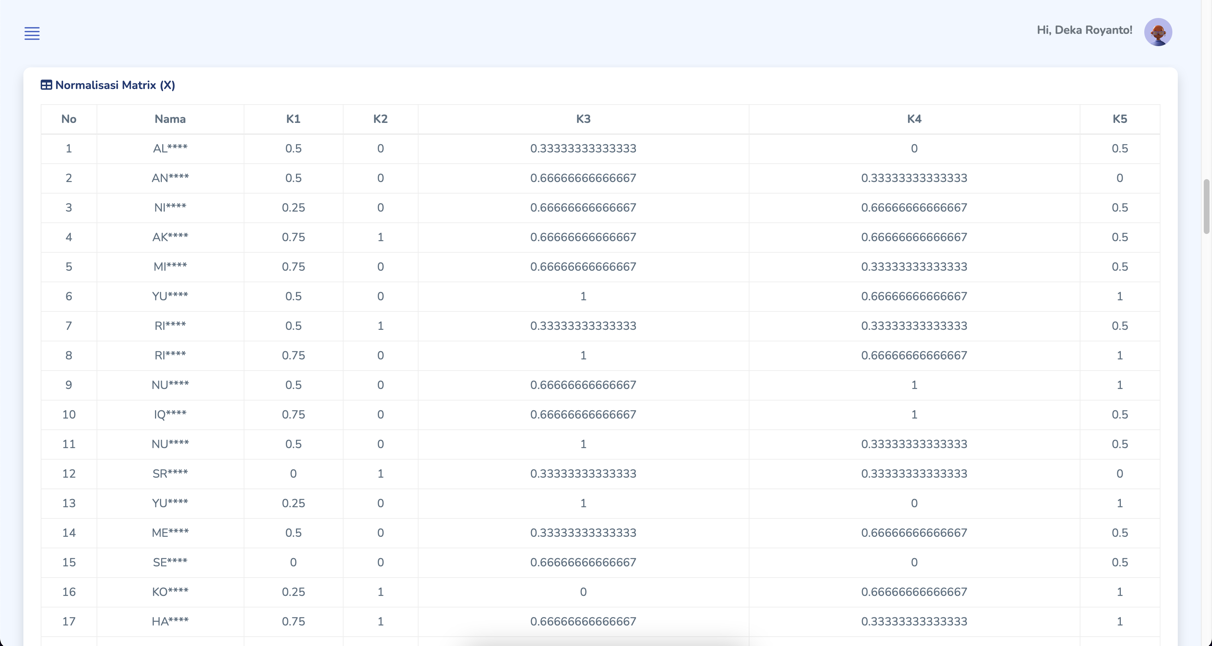 Hi, Deka Royanto!
Normalisasi Matrix (X)
No Nama K1 K2 K3 K4 K5
1 AL**** 0.5 0 0.33333333333333 0 0.5
2 AN**** 0.5 0 0.66666666666667 0.33333333333333 0
3 NI**** 0.25 0 0.66666666666667 0.66666666666667 0.5
4 AK**** 0.75 1 0.66666666666667 0.66666666666667 0.5
5 MI**** 0.75 0 0.66666666666667 0.33333333333333 0.5
6 YU**** 0.5 0 1 0.66666666666667 1
7 RI**** 0.5 1 0.33333333333333 0.33333333333333 0.5
8 RI**** 0.75 0 1 0.66666666666667 1
9 NU**** 0.5 0 0.66666666666667 1 1
10 IQ**** 0.75 0 0.66666666666667 1 0.5
11 NU**** 0.5 0 1 0.33333333333333 0.5
12 SR**** 0 1 0.33333333333333 0.33333333333333 0
13 YU**** 0.25 0 1 0 1
14 ME**** 0.5 0 0.33333333333333 0.66666666666667 0.5
15 SE**** 0 0 0.66666666666667 0 0.5
16 KO**** 0.25 1 0 0.66666666666667 1
17 HA**** 0.75 1 0.66666666666667 0.33333333333333 1